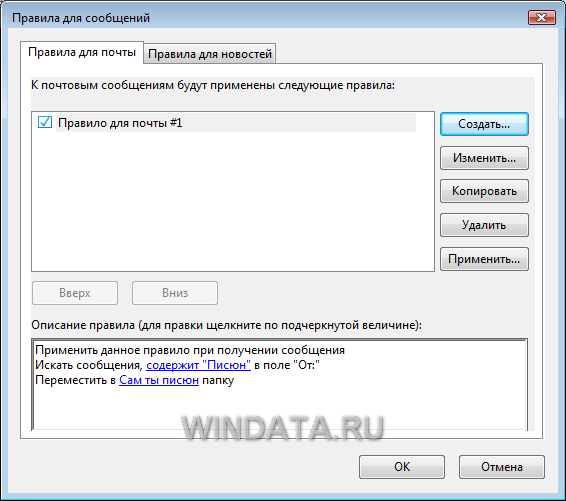 Правила для сообщений
Правила для почты Правила для новостей
К почтовым сообщениям будут применены следующие правила:
Правило для почты #1
Создать...
Изменить...
Копировать
Удалить
Применить...
Вверх Вниз
Описание правила (для правки щелкните по подчеркнутой величине):
Применить данное правило при получении сообщения
Искать сообщения, содержит "Писюн" в поле "От:"
Переместить в Сам ты писюн папку
WINDATA.RU
ОК Отмена